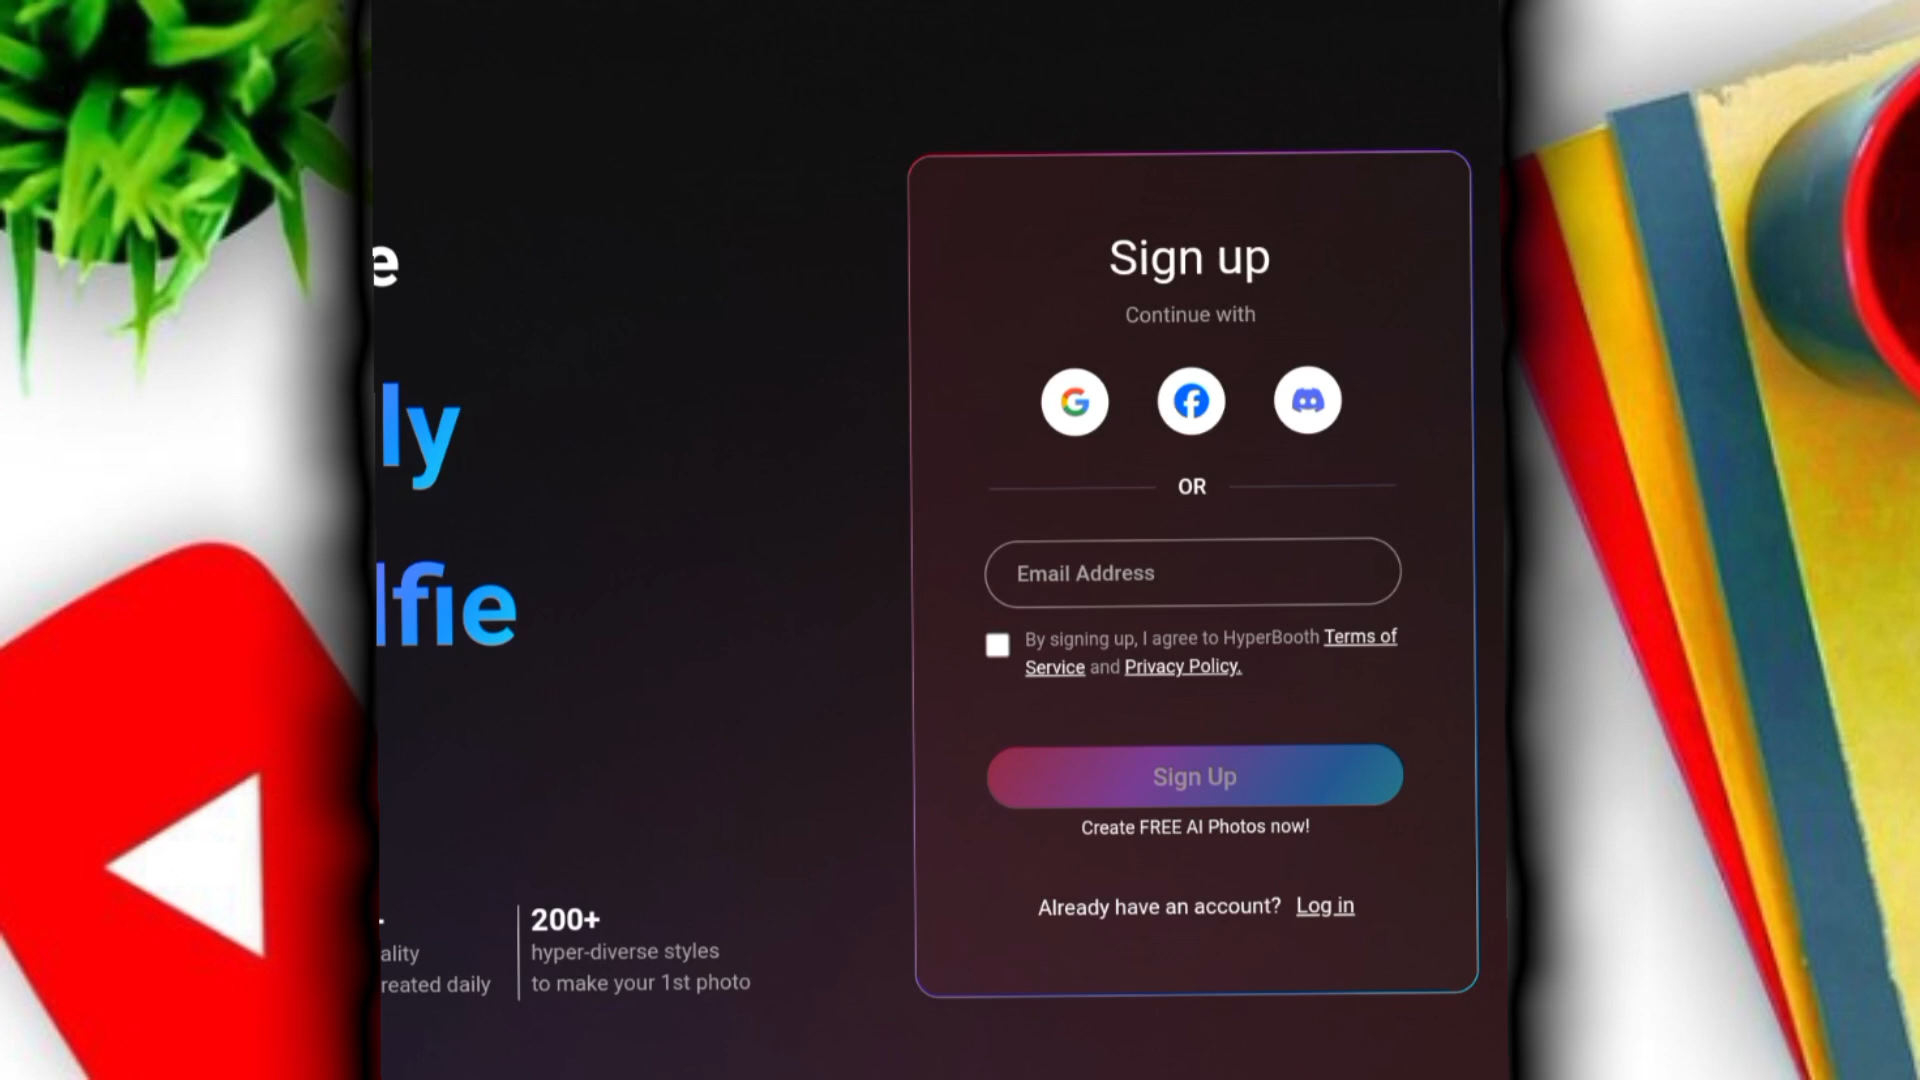 e
ly
lfie
ality
reated daily
200+
hyper-diverse styles
to make your 1st photo
Sign up
Continue with
OR
Email Address
By signing up, I agree to HyperBooth Terms of
Service and Privacy Policy.
Sign Up
Create FREE AI Photos now!
Already have an account? Log in